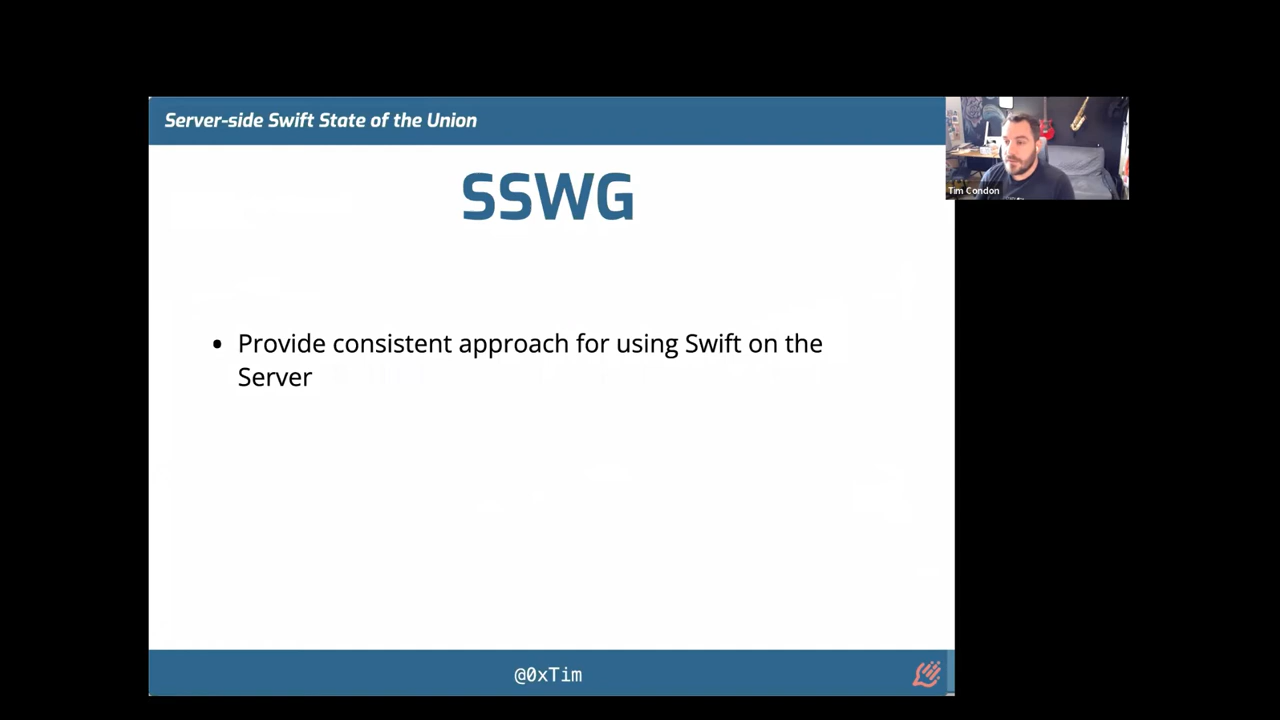 Server-side Swift State of the Union
Tim Condon
SSWG
• Provide consistent approach for using Swift on the
Server
@0xTim